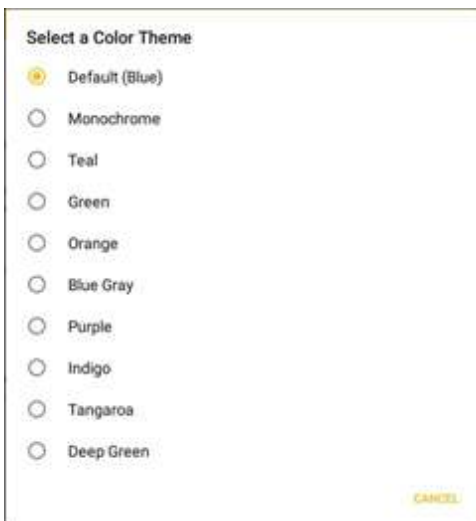 Select a Color Theme
Default (Blue)
Monochrome
Teal
Green
Orange
Blue Gray
Purple
Indigo
Tangaroa
Deep Green
CANCEL